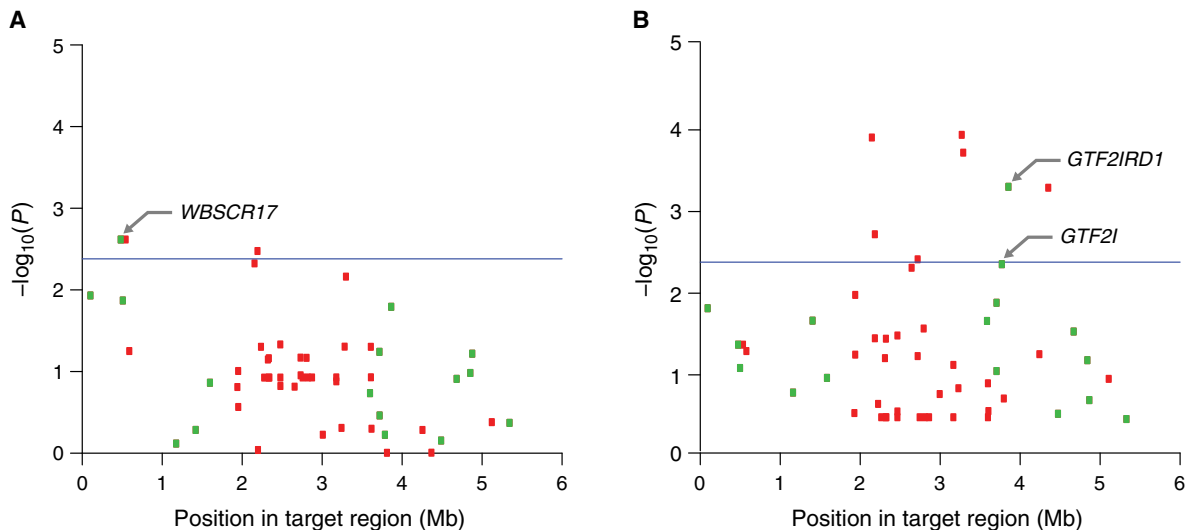 A
5
4
3
2
1
0
–log10(P)
WBSCR17
0 1 2 3 4 5 6
Position in target region (Mb)
B
5
4
3
2
1
0
–log10(P)
GTF2IRD1
GTF2I
0 1 2 3 4 5 6
Position in target region (Mb)